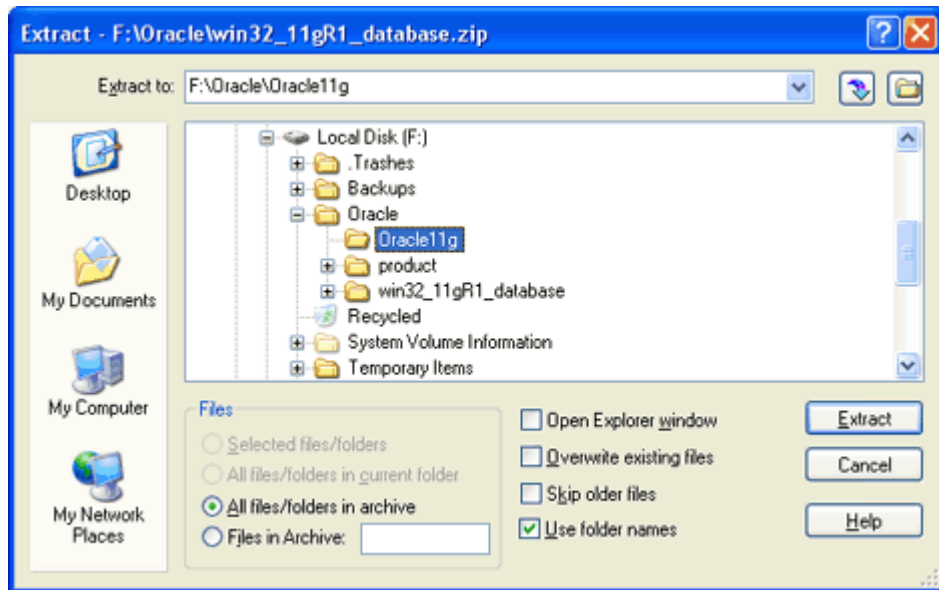 Extract - F:\Oracle\win32_11gR1_database.zip
Extract to: F:\Oracle\Oracle11g
Local Disk (F:)
.Trashes
Backups
Oracle
Oracle11g
product
win32_11gR1_database
Recycled
System Volume Information
Temporary Items
Desktop
My Documents
My Computer
My Network
Places
Files
Selected files/folders
All files/folders in current folder
All files/folders in archive
Files in Archive:
Open Explorer window
Overwrite existing files
Skip older files
Use folder names
Extract
Cancel
Help